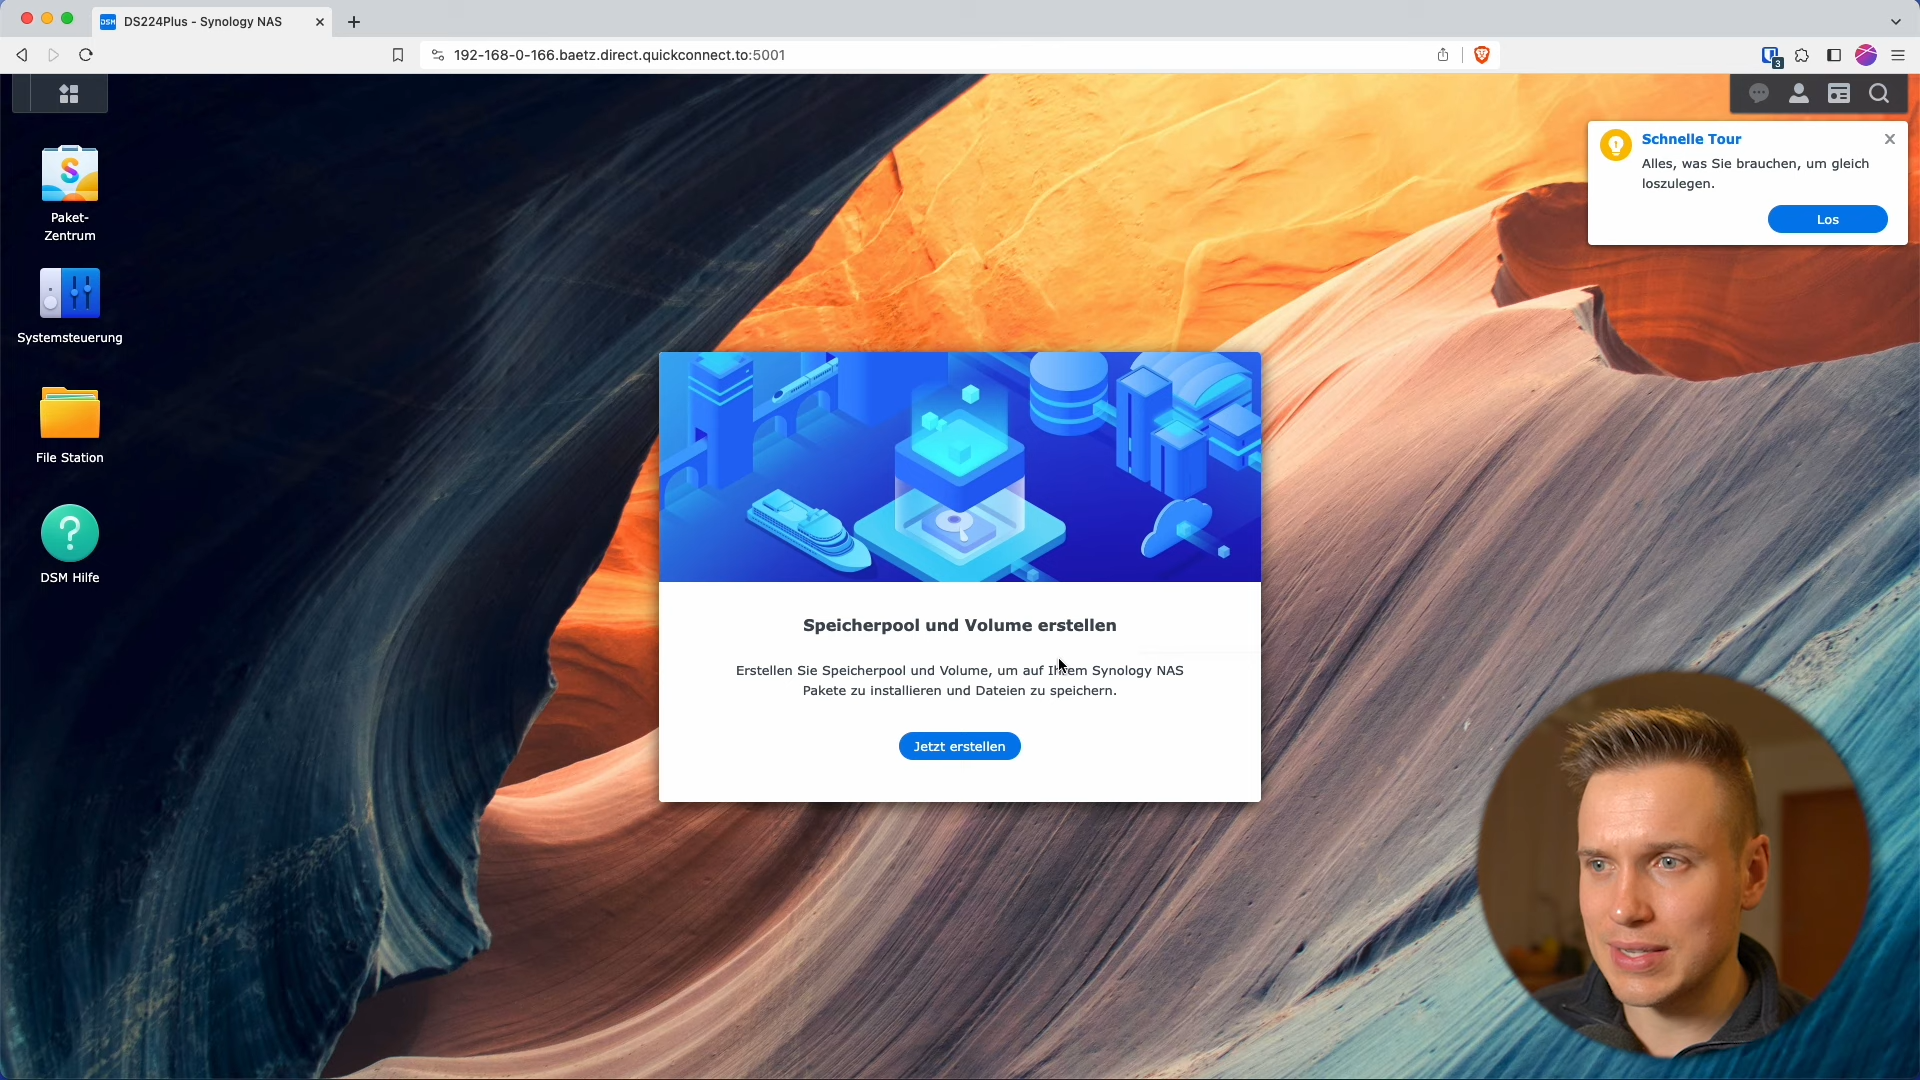 DS224Plus - Synology NAS
192-168-0-166.baetz.direct.quickconnect.to:5001
3
Schnelle Tour
Alles, was Sie brauchen, um gleich
loszulegen.
Los
Paket-
Zentrum
Systemsteuerung
File Station
DSM Hilfe
Speicherpool und Volume erstellen
Erstellen Sie Speicherpool und Volume, um auf Ihrem Synology NAS
Pakete zu installieren und Dateien zu speichern.
Jetzt erstellen